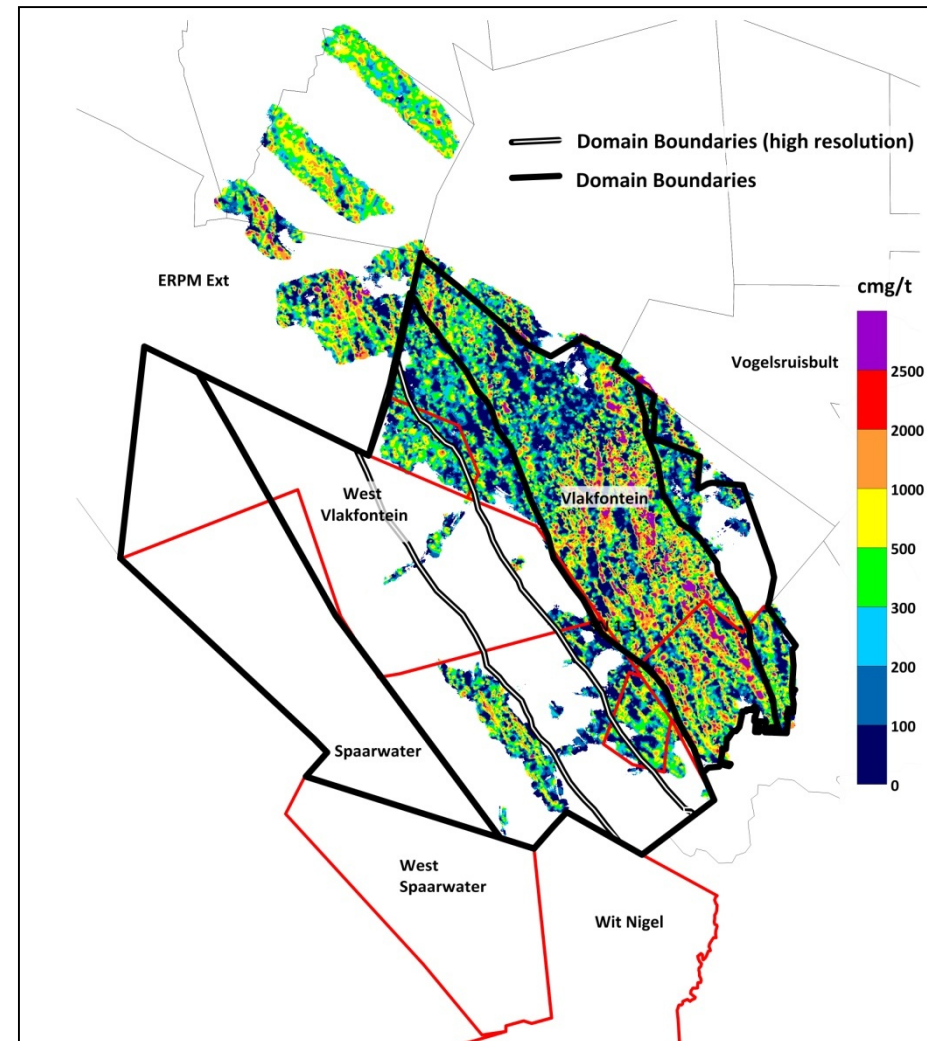 Domain Boundaries (high resolution)
Domain Boundaries
ERPM Ext
cmg/t
Vogelsruisbult
2500
2000
1000
500
300
200
100
0
West
Vlakfontein
Vlakfontein
Spaarwater
West
Spaarwater
Wit Nigel